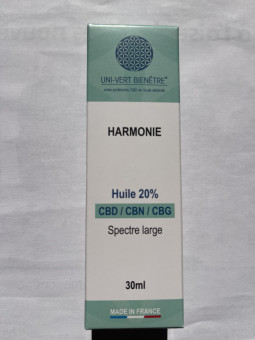 UNI-VERT BIENÊTRE®
HARMONIE
Huile 20%
CBD / CBN / CBG
Spectre large
30ml
MADE IN FRANCE